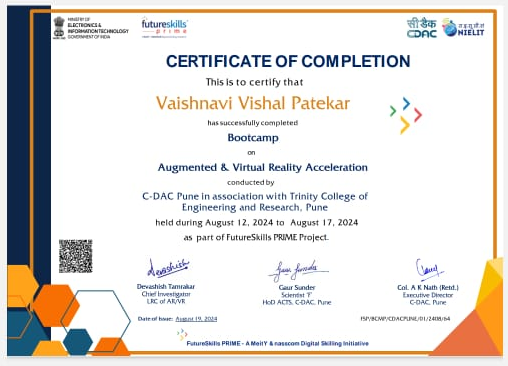 MINISTRY OF
ELECTRONICS &
INFORMATION TECHNOLOGY
GOVERNMENT OF INDIA
futureskills
prime
सी डैक
CDAC
NIELIT
CERTIFICATE OF COMPLETION
This is to certify that
Vaishnavi Vishal Patekar
has successfully completed
Bootcamp
on
Augmented & Virtual Reality Acceleration
conducted by
C-DAC Pune in association with Trinity College of
Engineering and Research, Pune
held during August 12, 2024 to August 17, 2024
as part of FutureSkills PRIME Project.
Devashish
Devashish Tamrakar
Chief Investigator
LRC of AR/VR
Gaur Sunder
Gaur Sunder
Scientist 'F'
HoD ACTS, C-DAC, Pune
Col. A K Nath (Retd.)
Executive Director
C-DAC, Pune
Date of Issue: August 19, 2024
FSP/BCMP/CDACPUNE/01/2408/64
FutureSkills PRIME - A MeitY & nasscom Digital Skilling Initiative